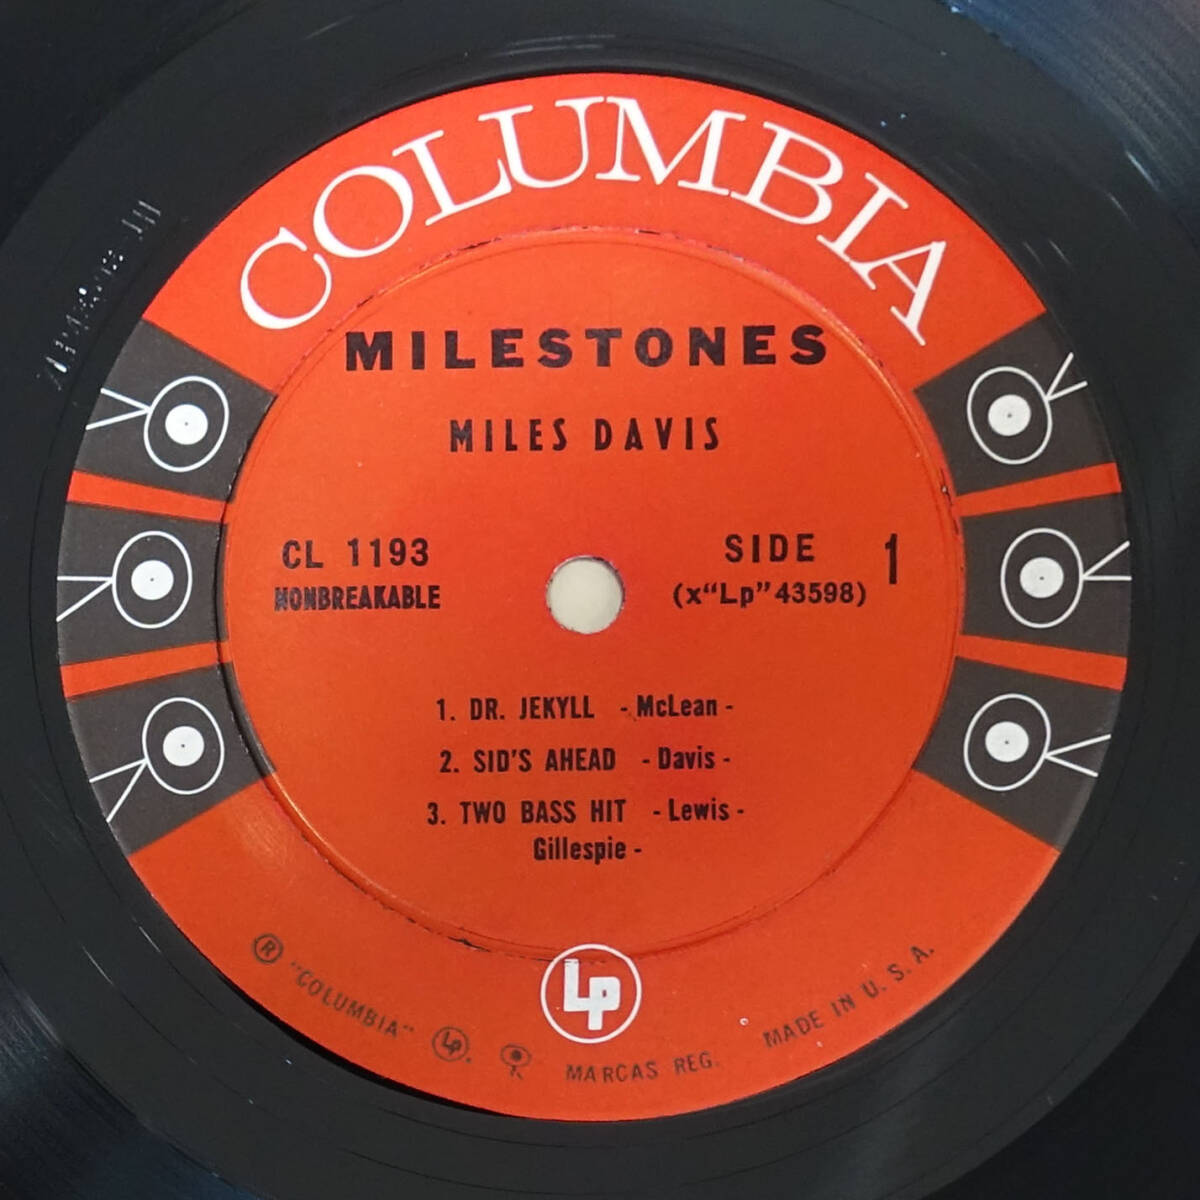 COLUMBIA
MILESTONES
MILES DAVIS
CL 1193
NONBREAKABLE
SIDE 1
(x“Lp”43598)
1. DR. JEKYLL - McLean -
2. SID'S AHEAD - Davis -
3. TWO BASS HIT - Lewis -
Gillespie -
Lp
® "COLUMBIA" Lp. MARCAS REG. MADE IN U. S. A.